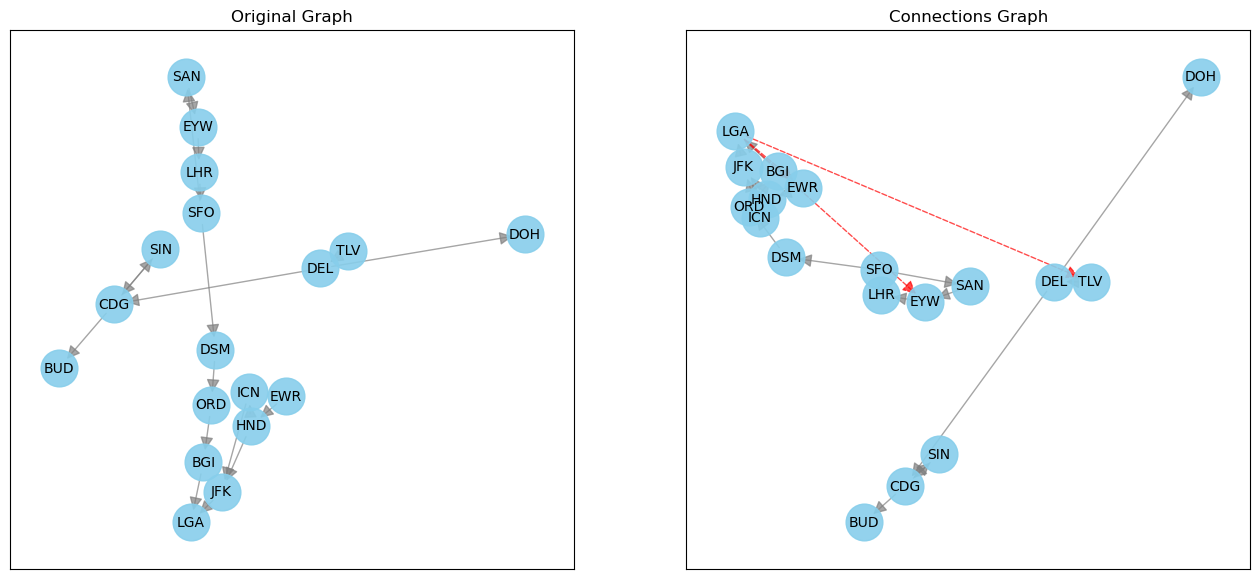 Original Graph
SAN
EYW
LHR
SFO
SIN
DOH
TLV
DEL
CDG
DSM
BUD
ICN
EWR
ORD
HND
BGI
JFK
LGA
Connections Graph
DOH
LGA
JFK
BGI
EWR
HND
ORD
ICN
DSM
SFO
DEL
TLV
SAN
LHR
EYW
SIN
CDG
BUD